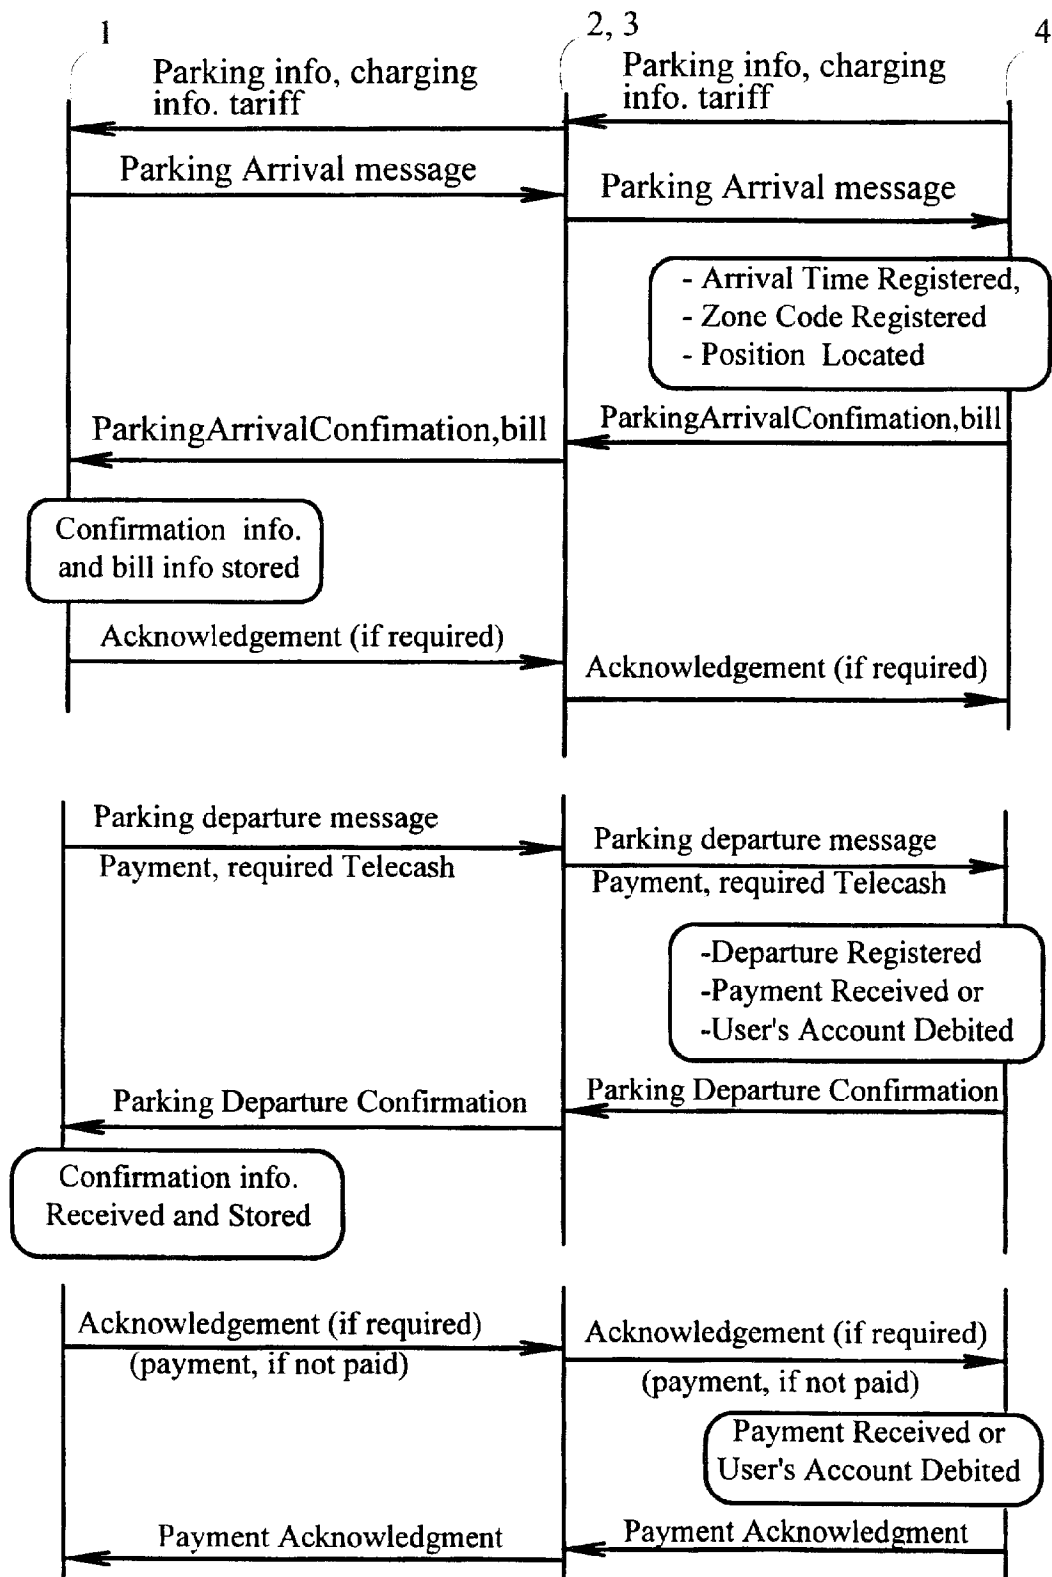 1
2, 3
4
Parking info, charging
info. tariff
Parking info, charging
info. tariff
Parking Arrival message
Parking Arrival message
- Arrival Time Registered,
- Zone Code Registered
- Position Located
ParkingArrivalConfimation,bill
ParkingArrivalConfimation,bill
Confirmation info.
and bill info stored
Acknowledgement (if required)
Acknowledgement (if required)
Parking departure message
Payment, required Telecash
Parking departure message
Payment, required Telecash
-Departure Registered
-Payment Received or
-User's Account Debited
Parking Departure Confirmation
Parking Departure Confirmation
Confirmation info.
Received and Stored
Acknowledgement (if required)
(payment, if not paid)
Acknowledgement (if required)
(payment, if not paid)
Payment Received or
User's Account Debited
Payment Acknowledgment
Payment Acknowledgment